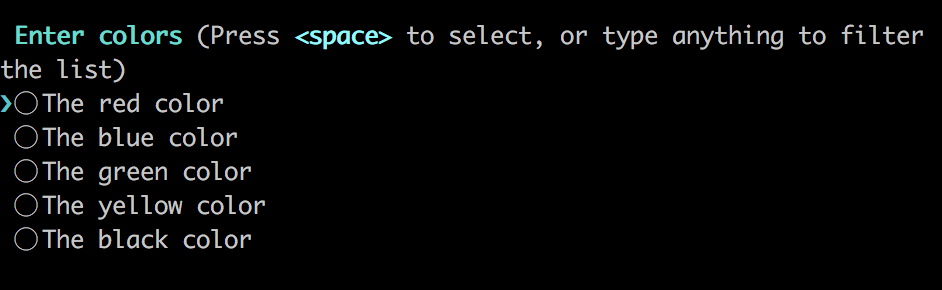 Enter colors (Press <space> to select, or type anything to filter
the list)
❯◯The red color
◯The blue color
◯The green color
◯The yellow color
◯The black color